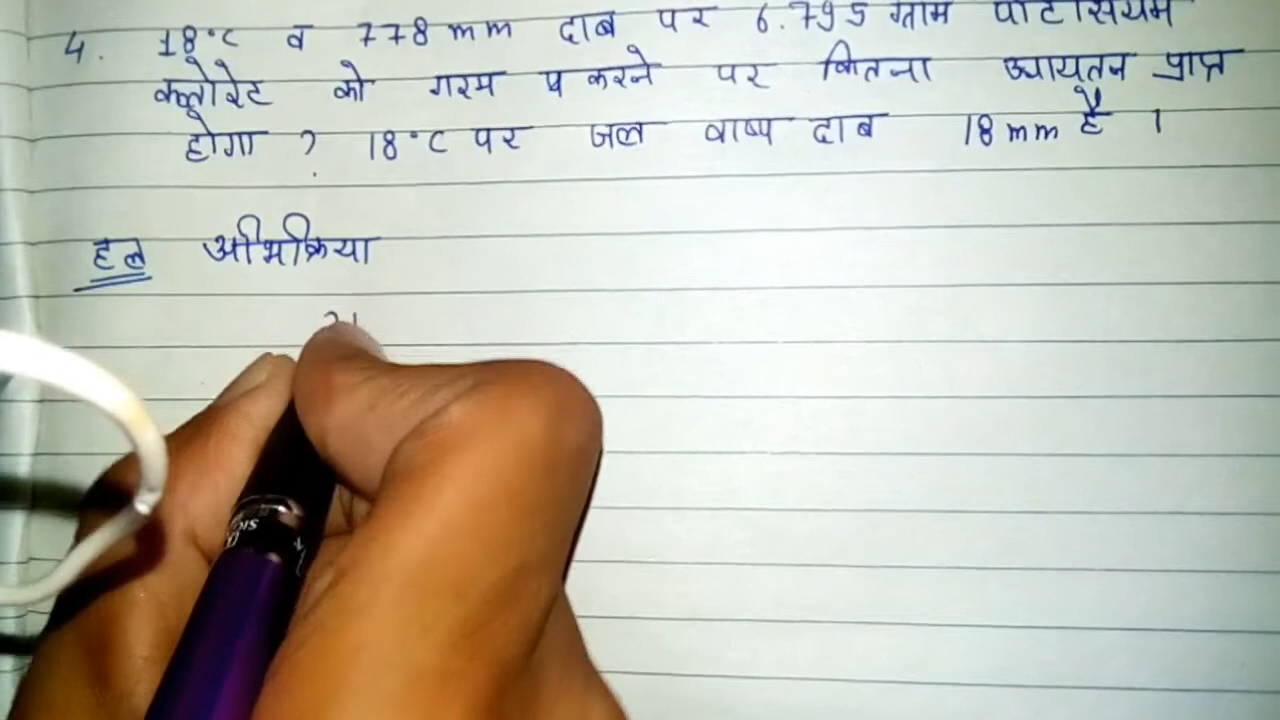 4. 18°C व 778 mm दाब पर 6.795 ग्राम पोटेसियम
क्लोरेट को गरम करने पर कितना आयतन प्राप्त
होगा ? 18°C पर जल वाष्प दाब 18 mm है ।
हल अभिक्रिया